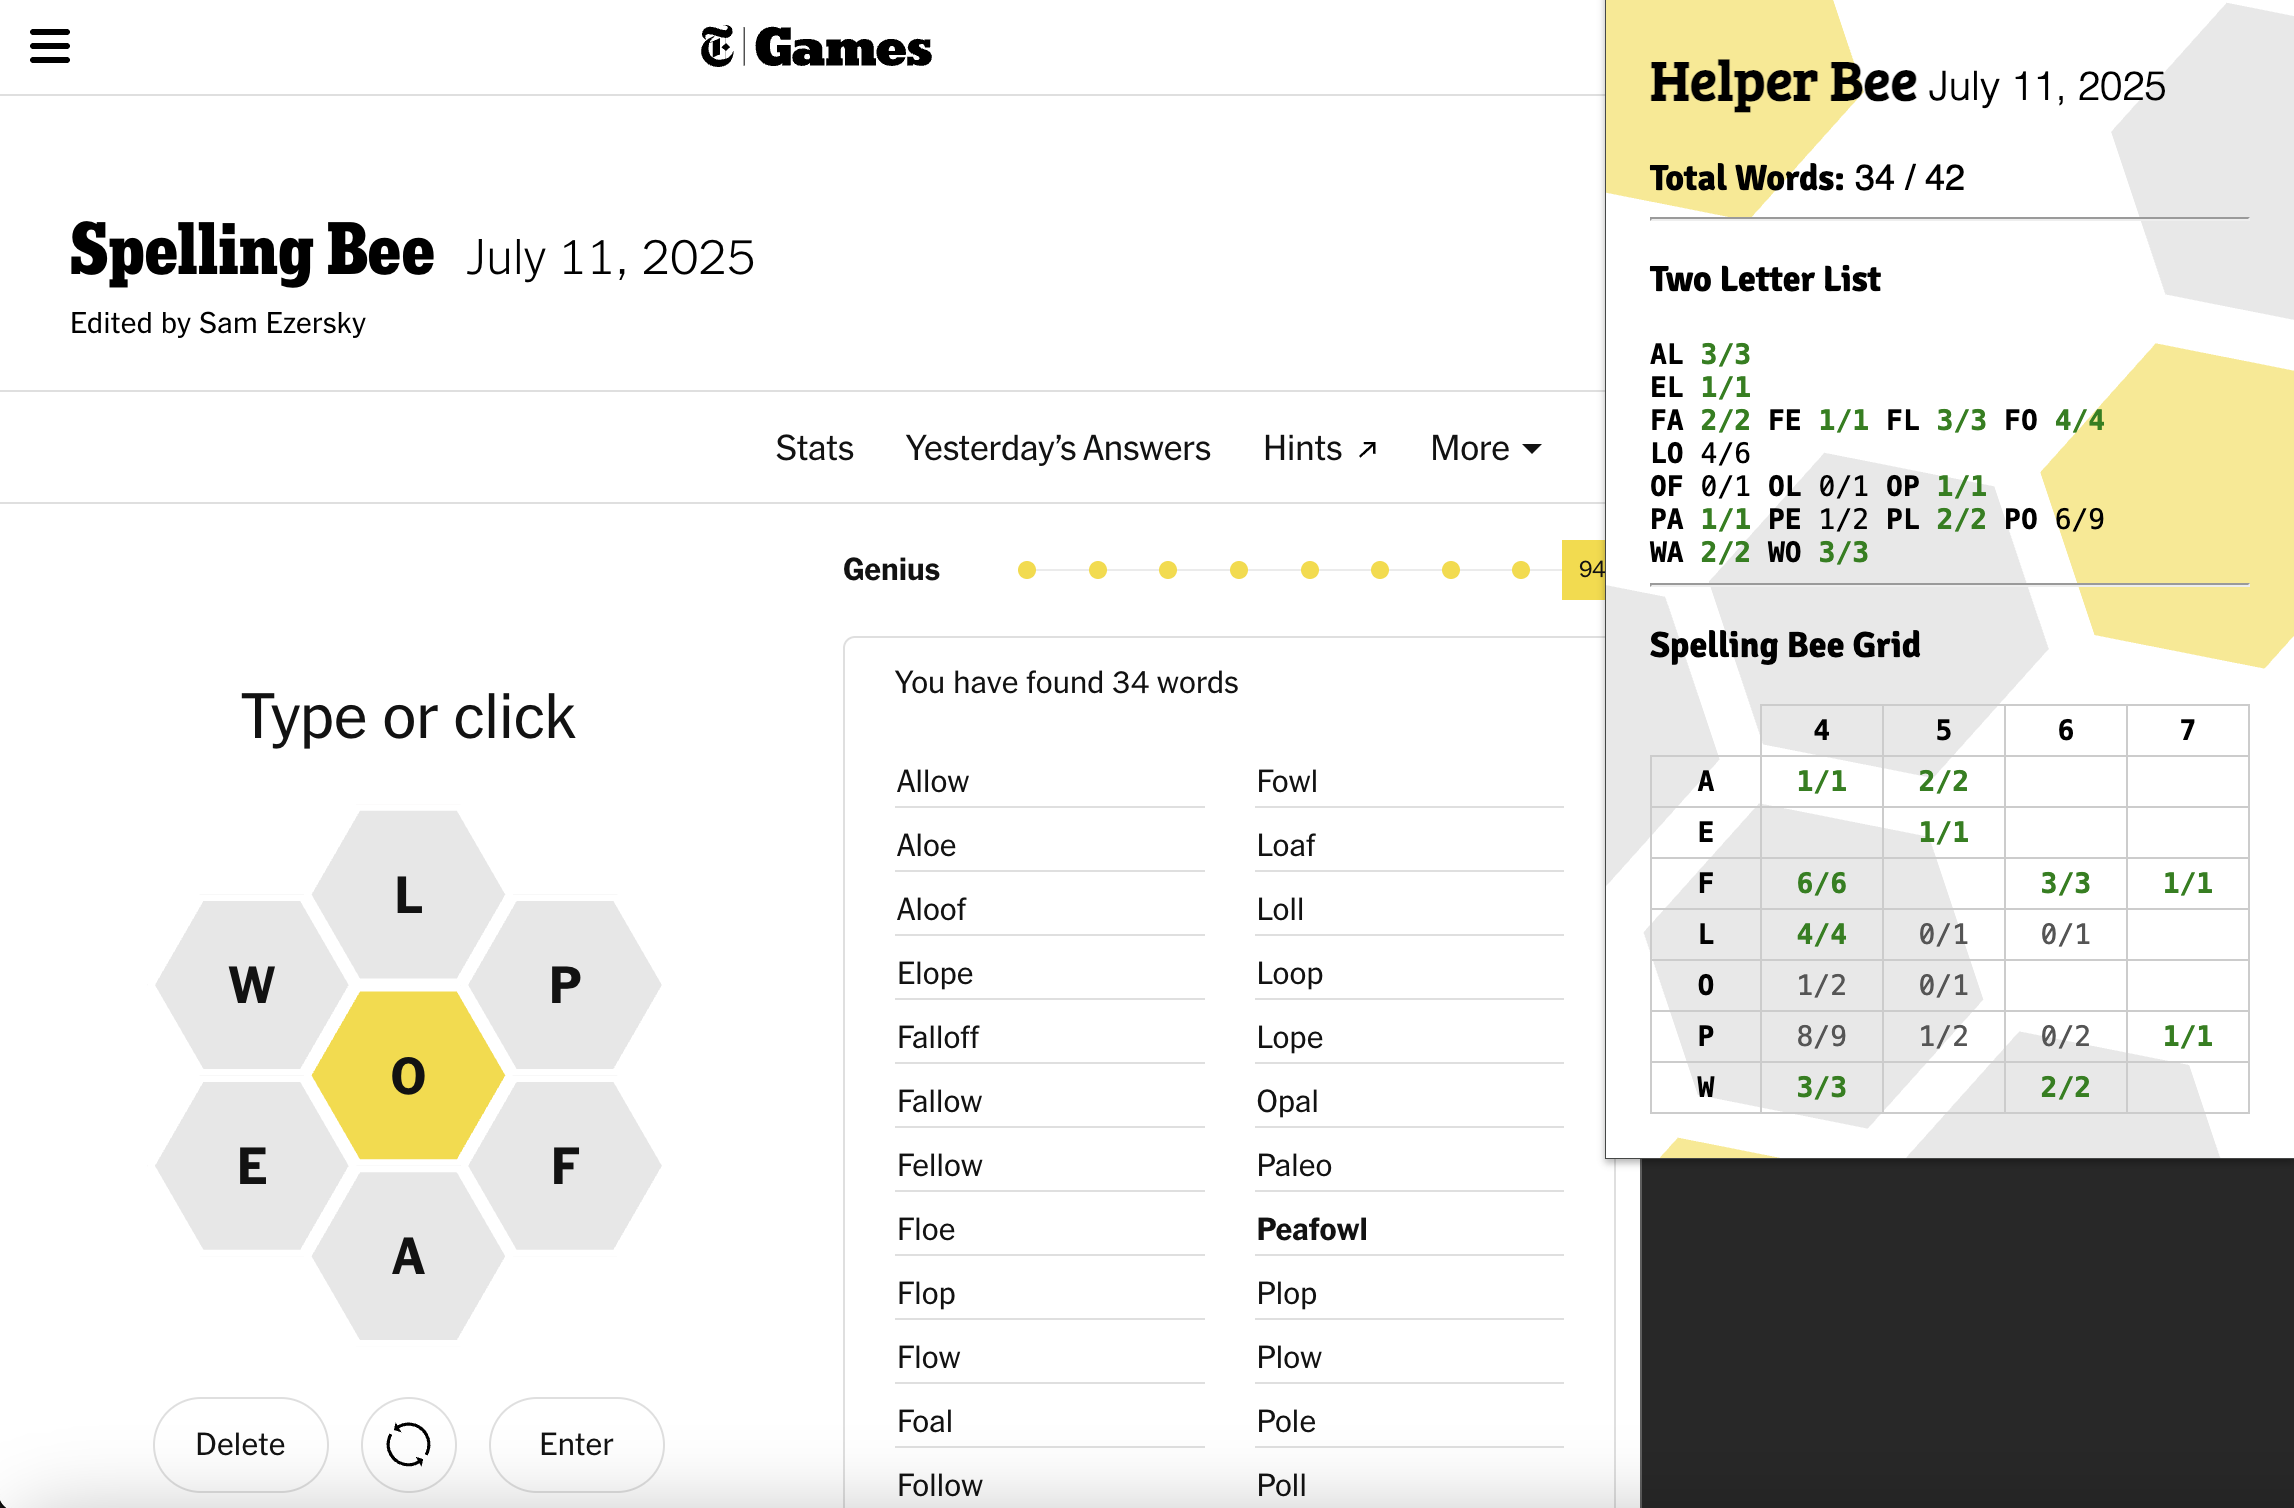 T Games
Spelling Bee July 11, 2025
Edited by Sam Ezersky
Stats Yesterday's Answers Hints ↗ More
Genius 94
Type or click
L
W P
O
E F
A
Delete Enter
You have found 34 words
Allow Fowl
Aloe Loaf
Aloof Loll
Elope Loop
Falloff Lope
Fallow Opal
Fellow Paleo
Floe Peafowl
Flop Plop
Flow Plow
Foal Pole
Follow Poll
Helper Bee July 11, 2025
Total Words: 34 / 42
Two Letter List
AL 3/3
EL 1/1
FA 2/2 FE 1/1 FL 3/3 FO 4/4
LO 4/6
OF 0/1 OL 0/1 OP 1/1
PA 1/1 PE 1/2 PL 2/2 PO 6/9
WA 2/2 WO 3/3
Spelling Bee Grid
4 5 6 7
A 1/1 2/2
E 1/1
F 6/6 3/3 1/1
L 4/4 0/1 0/1
O 1/2 0/1
P 8/9 1/2 0/2 1/1
W 3/3 2/2